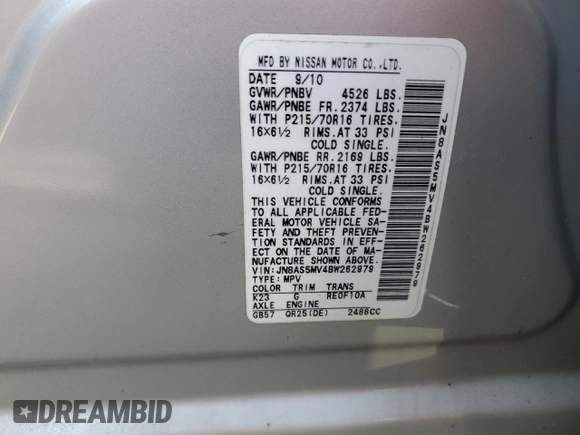 MFD BY NISSAN MOTOR CO.,LTD.
DATE 9/10
GVWR/PNBV 4526 LBS.
GAWR/PNBE FR. 2374 LBS.
WITH P215/70R16 TIRES.
16X6½ RIMS.AT 33 PSI
COLD SINGLE.
GAWR/PNBE RR. 2169 LBS.
WITH P215/70R16 TIRES.
16X6½ RIMS.AT 33 PSI
COLD SINGLE.
THIS VEHICLE CONFORMS
TO ALL APPLICABLE FED-
ERAL MOTOR VEHICLE SA-
FETY AND THEFT PREVEN-
TION STANDARDS IN EFF-
ECT ON THE DATE OF MA-
NUFACTURE SHOWN ABOVE.
VIN: JN8AS5MV4BW262979
TYPE: MPV
COLOR TRIM TRANS
K23 G RE0F10A
AXLE ENGINE
GB57 QR25(DE) 2488CC
JN8AS5MV4BW262979
DREAMBID